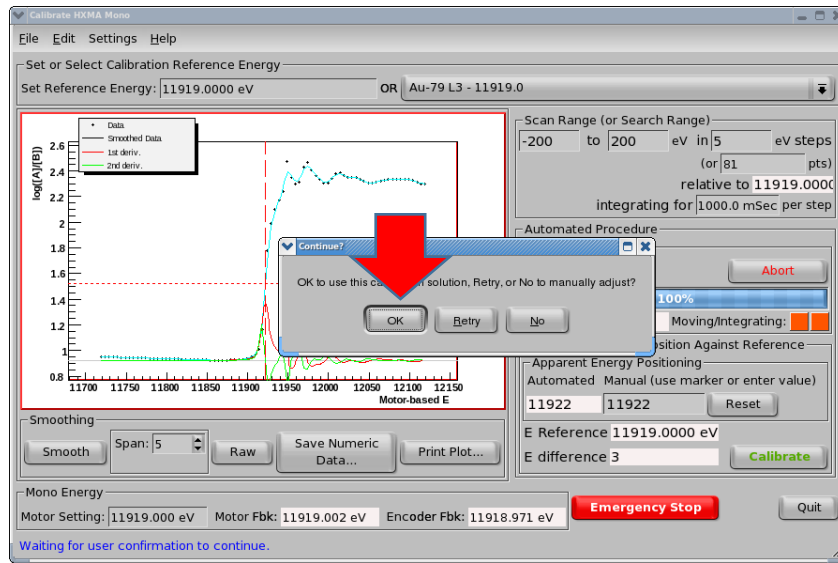 Calibrate HXMA Mono
File Edit Settings Help
Set or Select Calibration Reference Energy
Set Reference Energy: 11919.0000 eV OR Au-79 L3 - 11919.0
Data
Smoothed Data
1st deriv.
2nd deriv.
log([A]/[B])
2.6
2.4
2.2
2
1.8
1.6
1.4
1.2
1
0.8
11700 11750 11800 11850 11900 11950 12000 12050 12100 12150
Motor-based E
Scan Range (or Search Range)
-200 to 200 eV in 5 eV steps
(or 81 pts)
relative to 11919.000
integrating for 1000.0 mSec per step
Automated Procedure
Abort
100%
Moving/Integrating:
Continue?
OK to use this solution, Retry, or No to manually adjust?
OK Retry No
Position Against Reference
Apparent Energy Positioning
Automated Manual (use marker or enter value)
11922 11922 Reset
E Reference 11919.0000 eV
E difference 3 Calibrate
Smoothing
Smooth Span: 5 Raw Save Numeric Data... Print Plot...
Mono Energy
Motor Setting: 11919.000 eV Motor Fbk: 11919.002 eV Encoder Fbk: 11918.971 eV
Emergency Stop Quit
Waiting for user confirmation to continue.